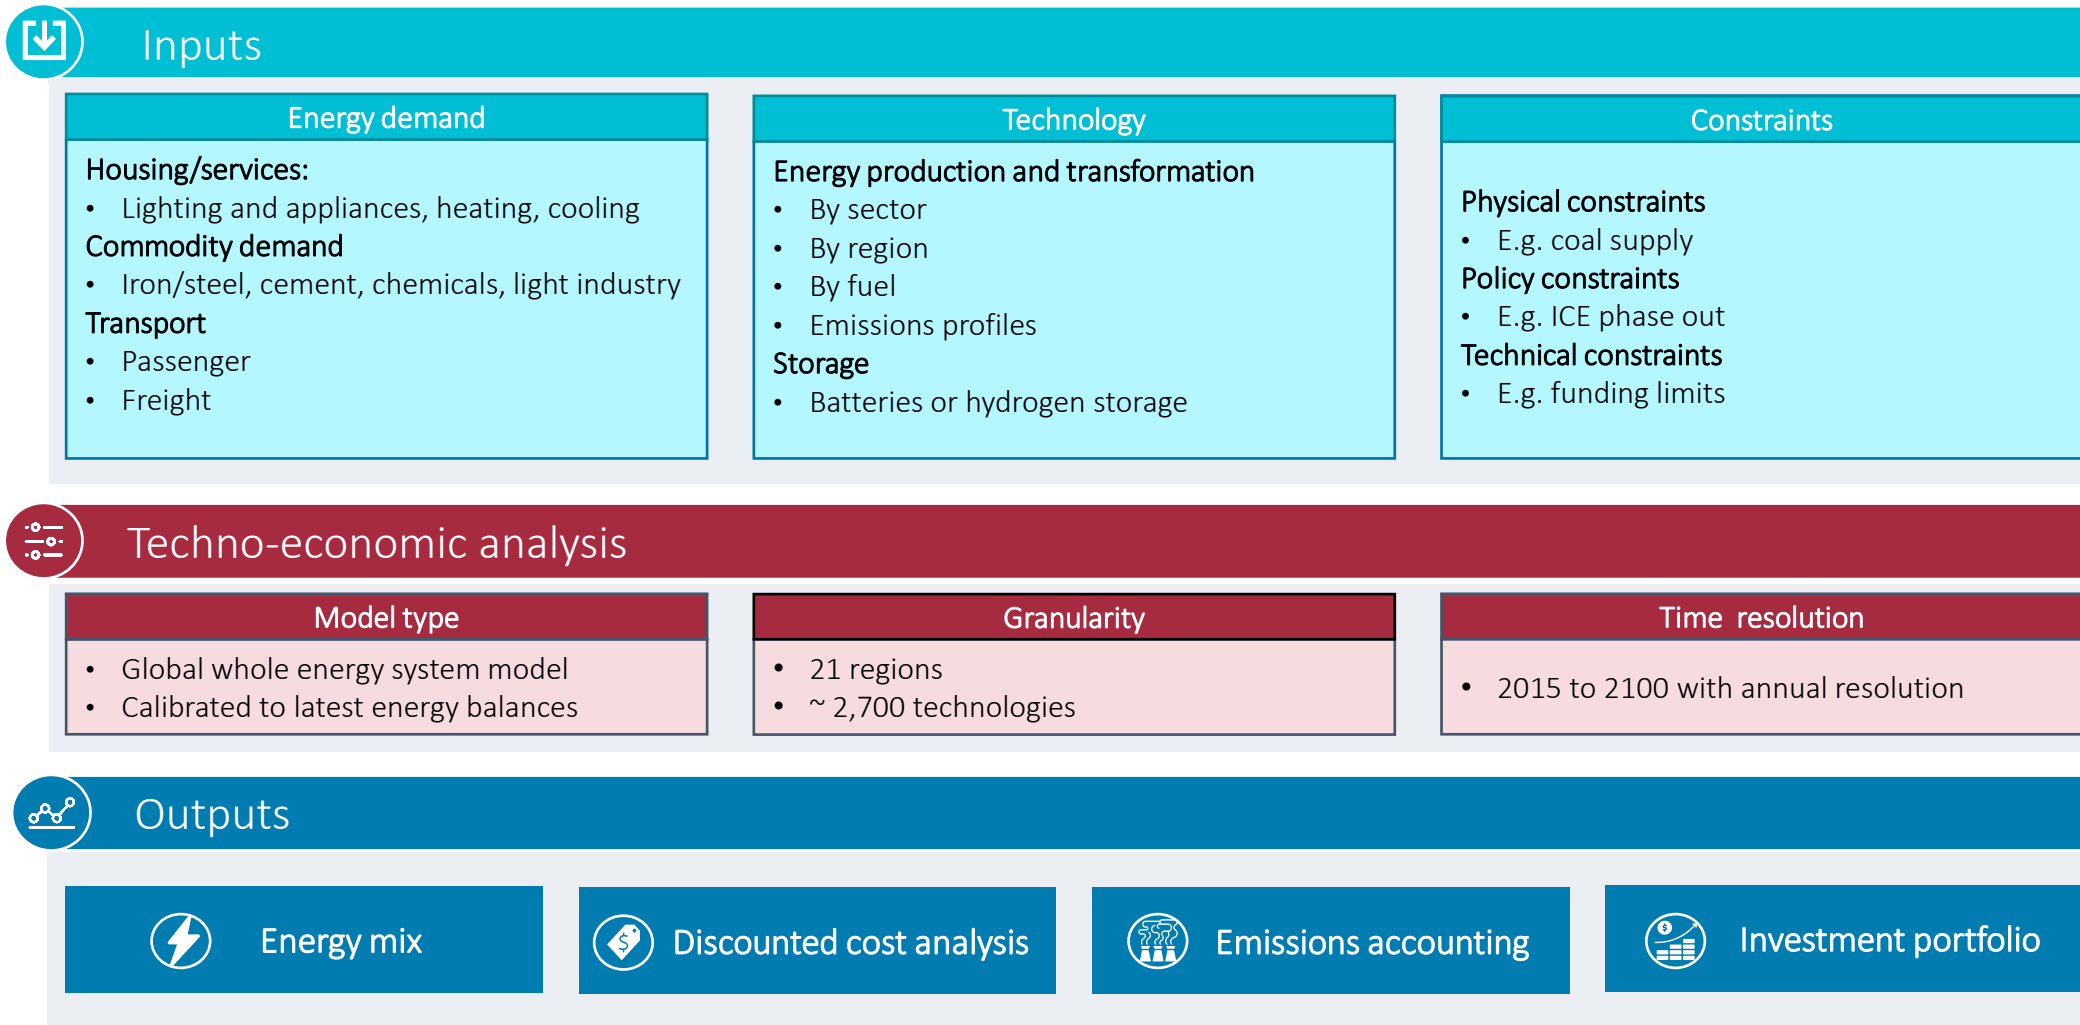 Inputs
Energy demand
Housing/services:
• Lighting and appliances, heating, cooling
Commodity demand
• Iron/steel, cement, chemicals, light industry
Transport
• Passenger
• Freight
Technology
Energy production and transformation
• By sector
• By region
• By fuel
• Emissions profiles
Storage
• Batteries or hydrogen storage
Constraints
Physical constraints
• E.g. coal supply
Policy constraints
• E.g. ICE phase out
Technical constraints
• E.g. funding limits
Techno-economic analysis
Model type
• Global whole energy system model
• Calibrated to latest energy balances
Granularity
• 21 regions
• ~ 2,700 technologies
Time resolution
• 2015 to 2100 with annual resolution
Outputs
Energy mix
$
Discounted cost analysis
Emissions accounting
$
Investment portfolio